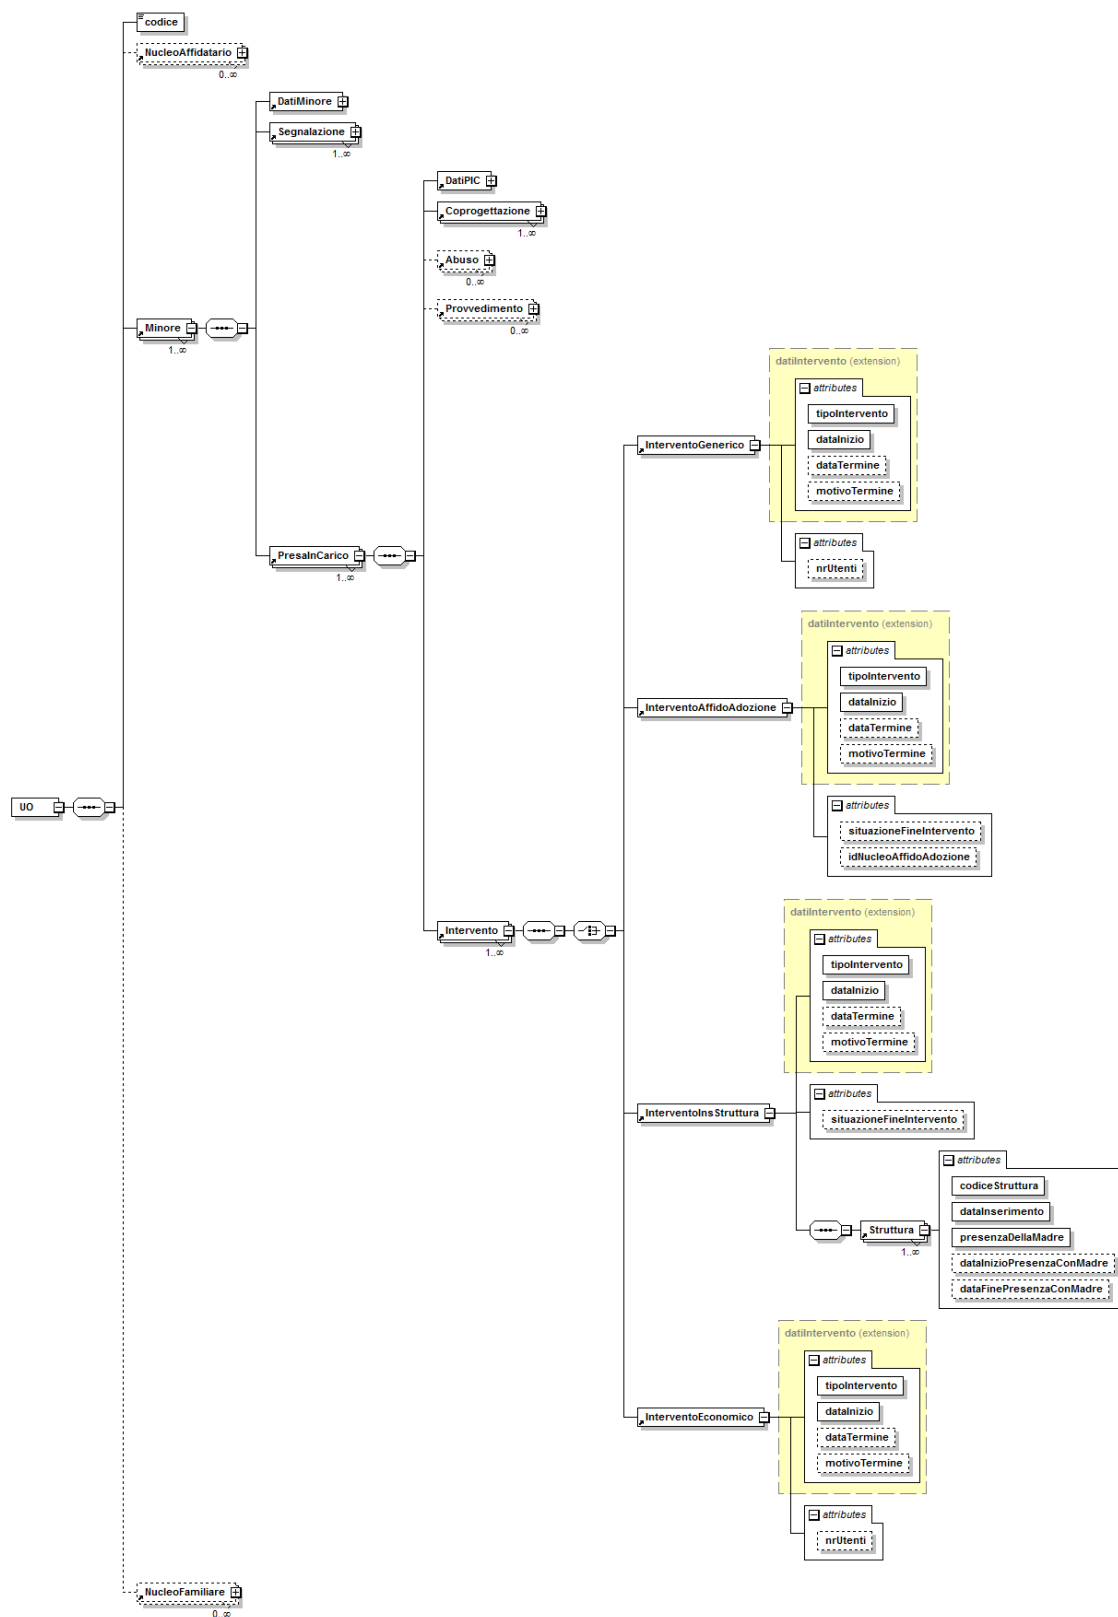 codice
NucleoAffidatario
0..∞
DatiMinore
Segnalazione
1..∞
DatiPIC
Coprogettazione
1..∞
Abuso
0..∞
Provvedimento
0..∞
Minore
1..∞
datiIntervento (extension)
attributes
tipoIntervento
dataInizio
dataTermine
motivoTermine
InterventoGenerico
attributes
nrUtenti
PresaInCarico
1..∞
datiIntervento (extension)
attributes
tipoIntervento
dataInizio
dataTermine
motivoTermine
InterventoAffidoAdozione
attributes
situazioneFineIntervento
idNucleoAffidoAdozione
UO
Intervento
1..∞
datiIntervento (extension)
attributes
tipoIntervento
dataInizio
dataTermine
motivoTermine
InterventoInsStruttura
attributes
situazioneFineIntervento
attributes
codiceStruttura
dataInserimento
presenzaDellaMadre
dataInizioPresenzaConMadre
dataFinePresenzaConMadre
Struttura
1..∞
datiIntervento (extension)
attributes
tipoIntervento
dataInizio
dataTermine
motivoTermine
InterventoEconomico
attributes
nrUtenti
NucleoFamiliare
0..∞